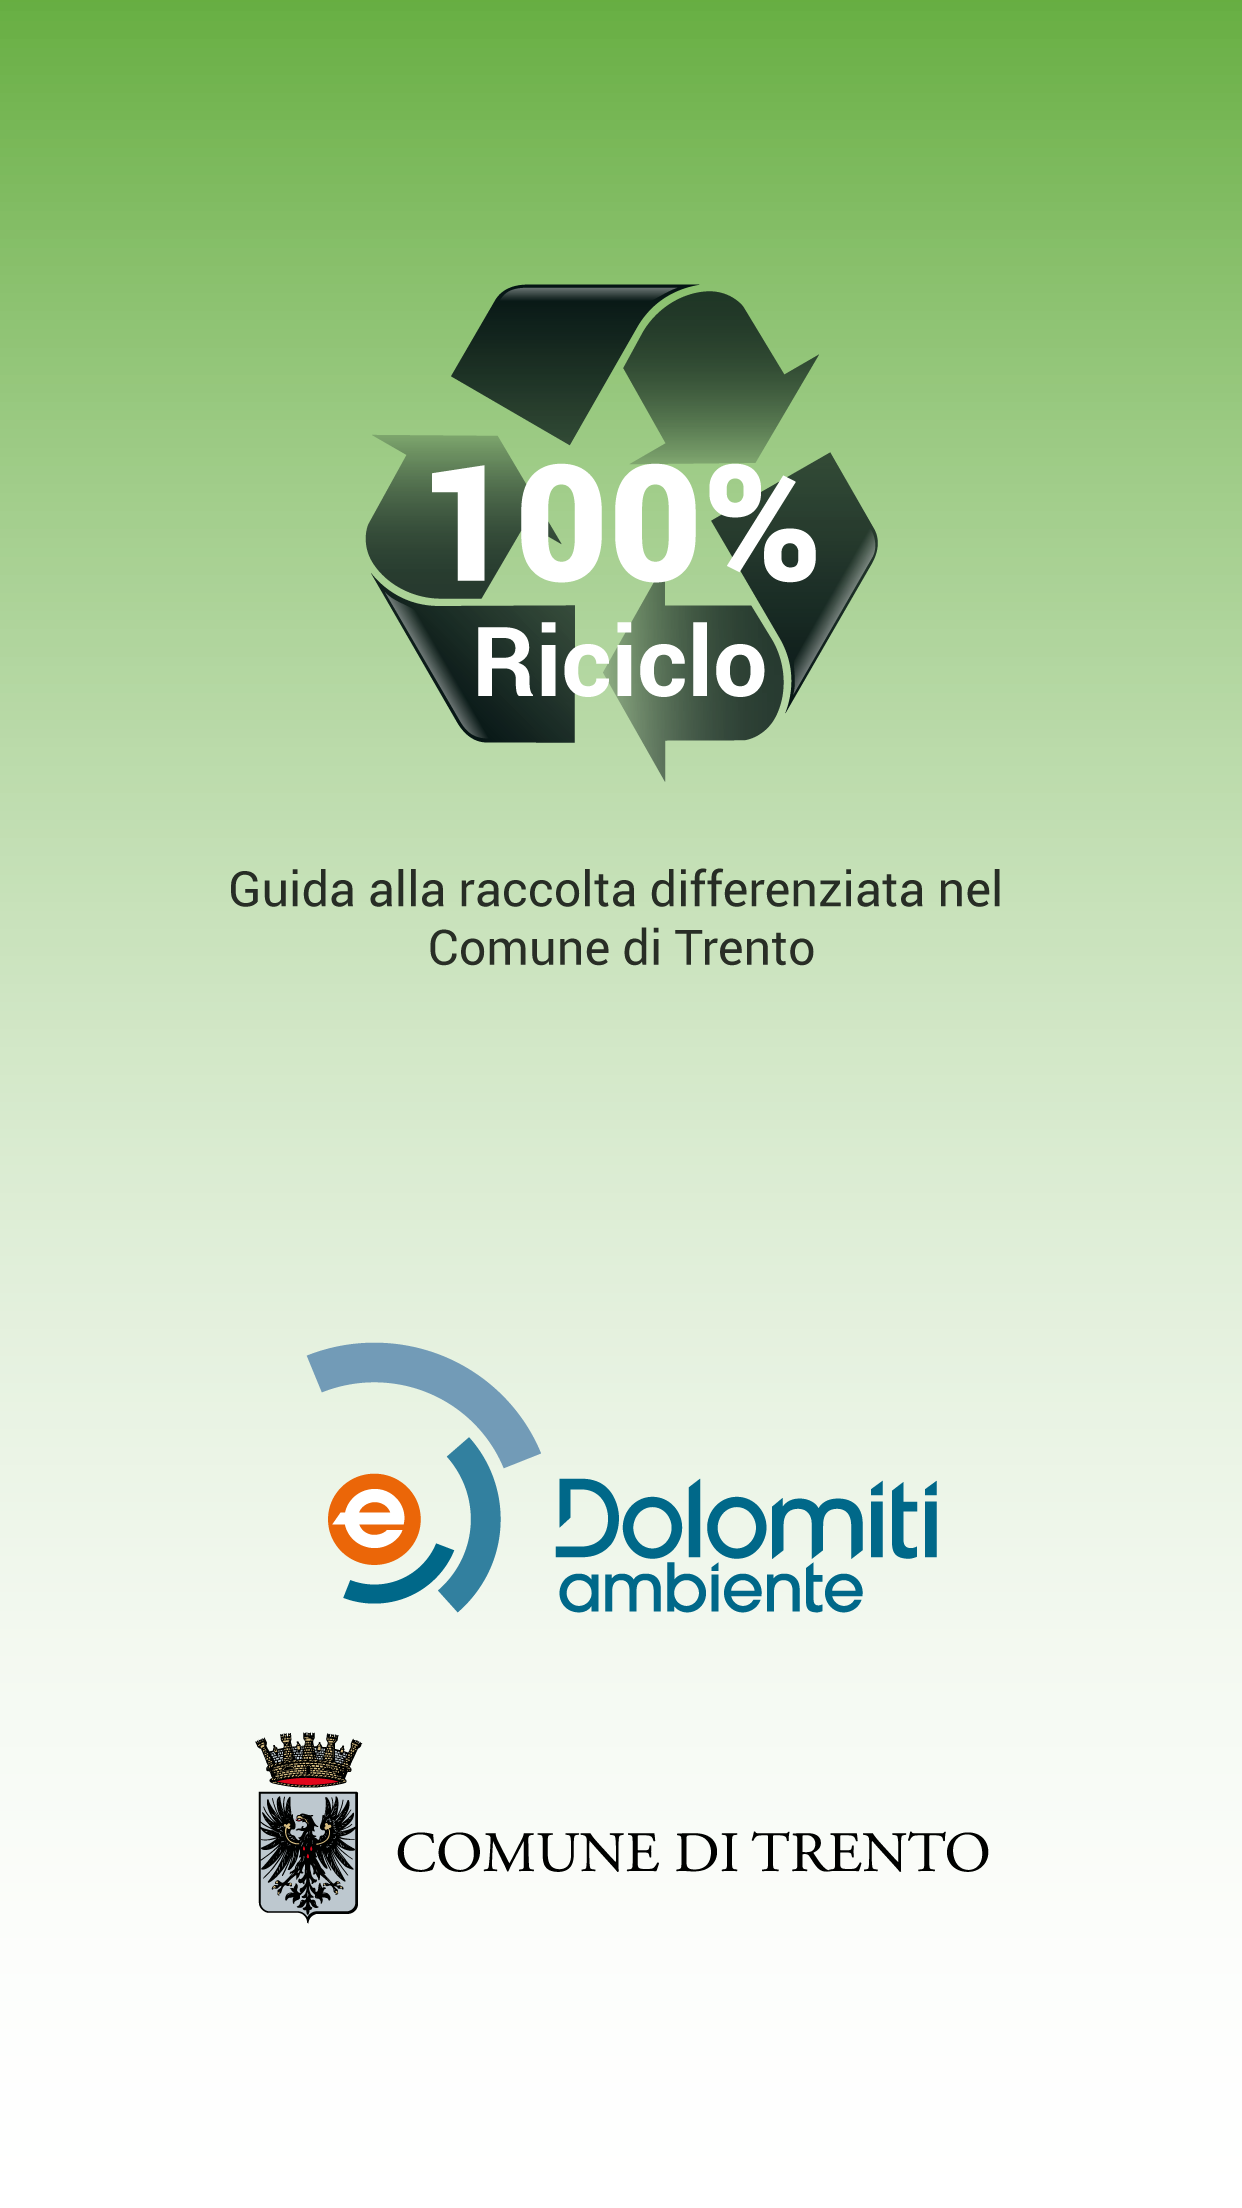 100%
Riciclo
Guida alla raccolta differenziata nel
Comune di Trento
e
Dolomiti
ambiente
COMUNE DI TRENTO